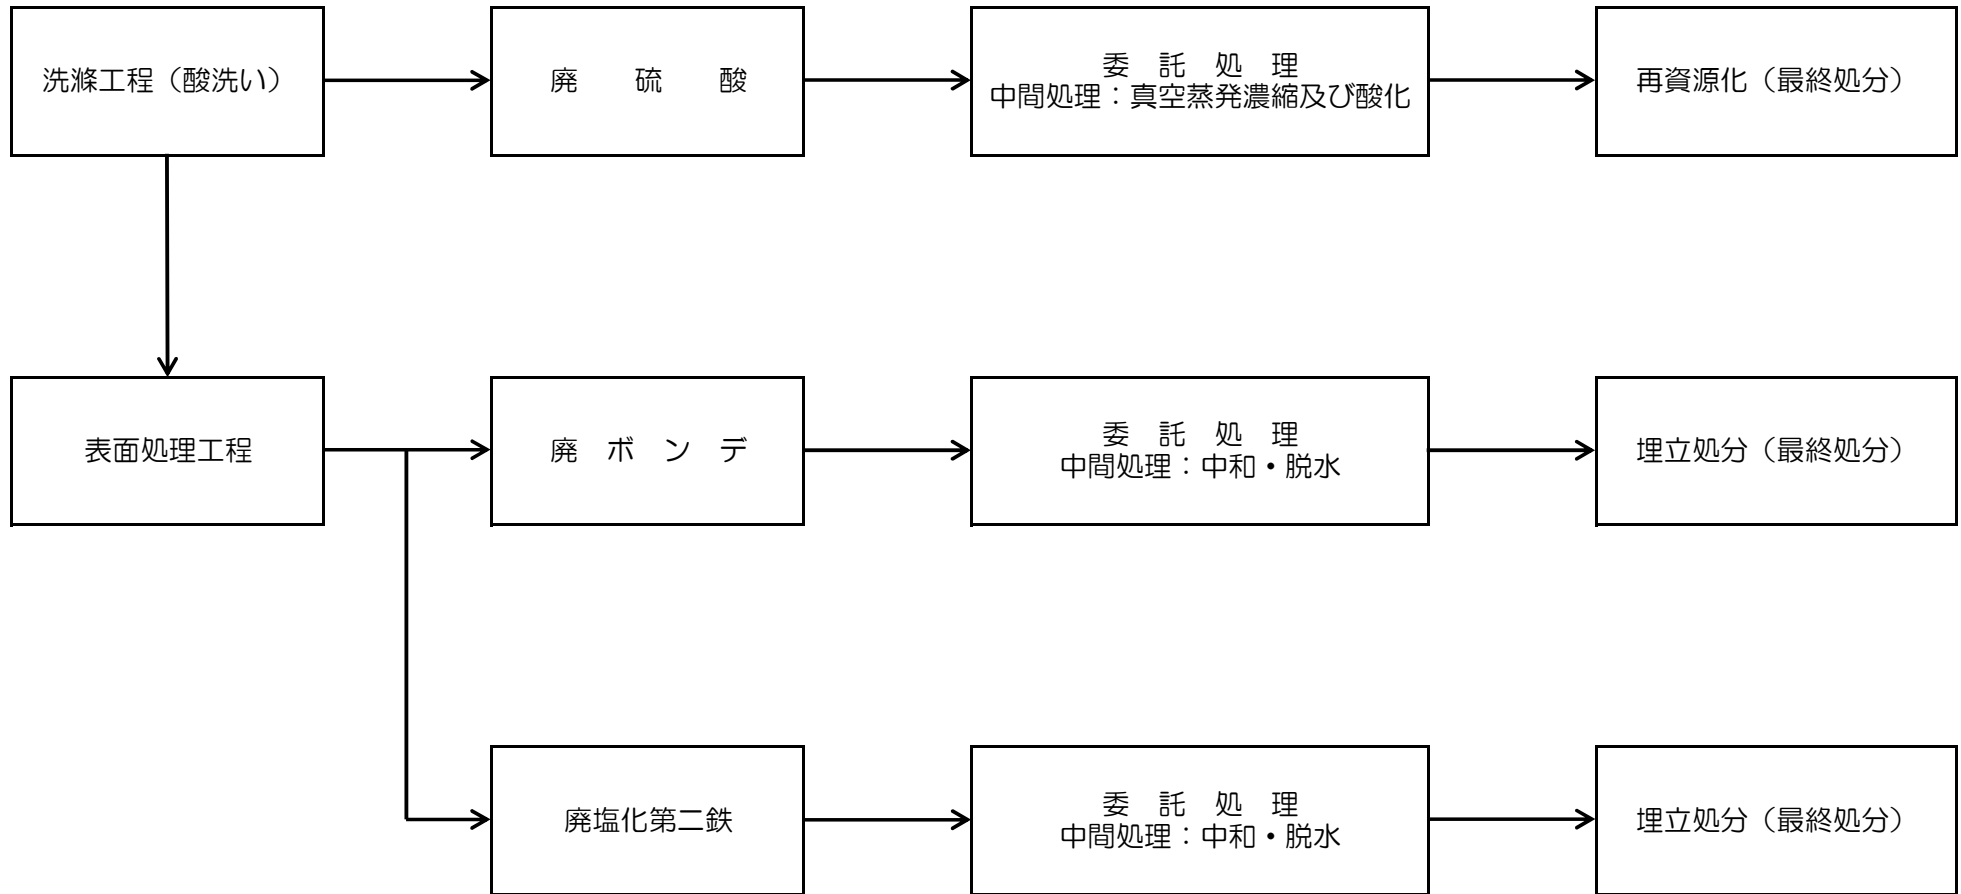 洗滌工程（酸洗い）
廃　硫　酸
委　託　処　理
中間処理：真空蒸発濃縮及び酸化
再資源化（最終処分）
表面処理工程
廃　ボ　ン　デ
委　託　処　理
中間処理：中和・脱水
埋立処分（最終処分）
廃塩化第二鉄
委　託　処　理
中間処理：中和・脱水
埋立処分（最終処分）